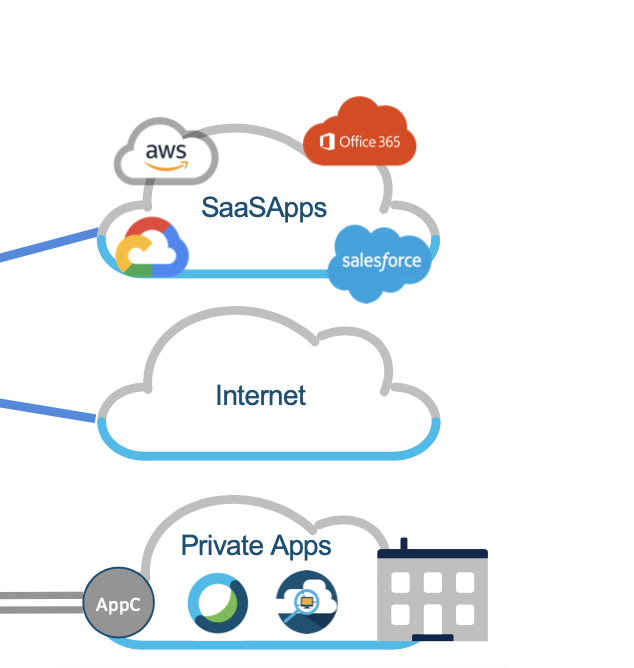 aws
Office 365
SaaSApps
salesforce
Internet
Private Apps
AppC